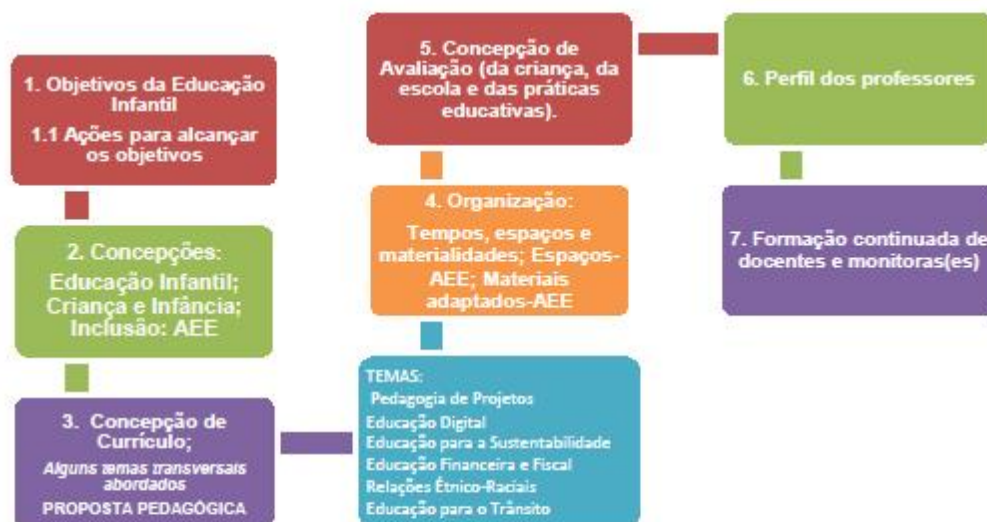 1. Objetivos da Educação
Infantil
1.1 Ações para alcançar
os objetivos
2. Concepções:
Educação Infantil;
Criança e Infância;
Inclusão: AEE
3. Concepção de
Currículo;
Alguns temas transversais
abordados
PROPOSTA PEDAGÓGICA
TEMAS:
Pedagogia de Projetos
Educação Digital
Educação para a Sustentabilidade
Educação Financeira e Fiscal
Relações Étnico-Raciais
Educação para o Trânsito
4. Organização:
Tempos, espaços e
materialidades; Espaços-
AEE; Materiais
adaptados-AEE
5. Concepção de
Avaliação (da criança, da
escola e das práticas
educativas).
6. Perfil dos professores
7. Formação continuada de
docentes e monitoras(es)